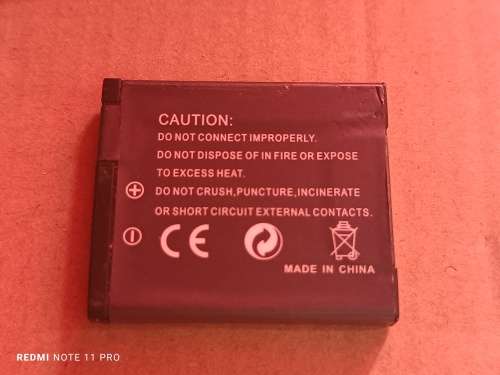 CAUTION:
DO NOT CONNECT IMPROPERLY.
DO NOT DISPOSE OF IN FIRE OR EXPOSE
TO EXCESS HEAT.
DO NOT CRUSH,PUNCTURE,INCINERATE
OR SHORT CIRCUIT EXTERNAL CONTACTS.
CE
MADE IN CHINA
REDMI NOTE 11 PRO